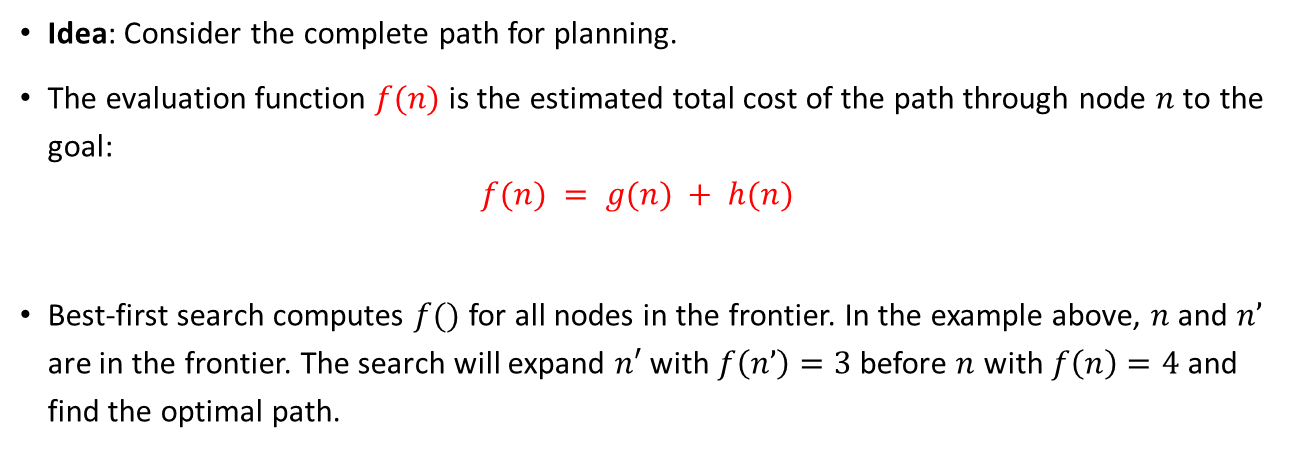 • Idea: Consider the complete path for planning.
• The evaluation function f(n) is the estimated total cost of the path through node n to the
goal:
f(n) = g(n) + h(n)
• Best-first search computes f() for all nodes in the frontier. In the example above, n and n’
are in the frontier. The search will expand n′ with f(n’) = 3 before n with f(n) = 4 and
find the optimal path.